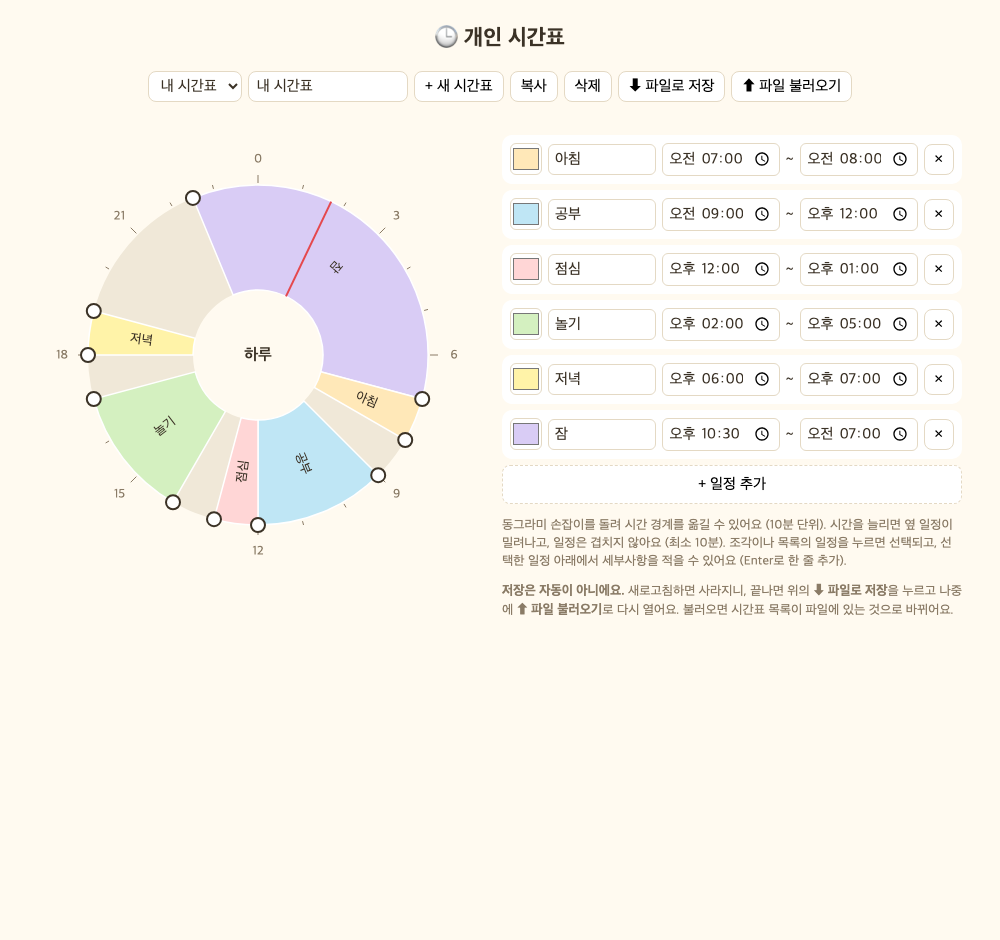 개인 시간표
내 시간표 내 시간표 + 새 시간표 복사 삭제 ⬇ 파일로 저장 ⬆ 파일 불러오기
0
3
6
9
12
15
18
21
잠
아침
공부
점심
놀기
저녁
하루
아침 오전 07:00 ~ 오전 08:00 ×
공부 오전 09:00 ~ 오후 12:00 ×
점심 오후 12:00 ~ 오후 01:00 ×
놀기 오후 02:00 ~ 오후 05:00 ×
저녁 오후 06:00 ~ 오후 07:00 ×
잠 오후 10:30 ~ 오전 07:00 ×
+ 일정 추가
동그라미 손잡이를 돌려 시간 경계를 옮길 수 있어요 (10분 단위). 시간을 늘리면 옆 일정이
밀려나고, 일정은 겹치지 않아요 (최소 10분). 조각이나 목록의 일정을 누르면 선택되고, 선
택한 일정 아래에서 세부사항을 적을 수 있어요 (Enter로 한 줄 추가).
저장은 자동이 아니에요. 새로고침하면 사라지니, 끝나면 위의 ⬇ 파일로 저장을 누르고 나중
에 ⬆ 파일 불러오기로 다시 열어요. 불러오면 시간표 목록이 파일에 있는 것으로 바뀌어요.